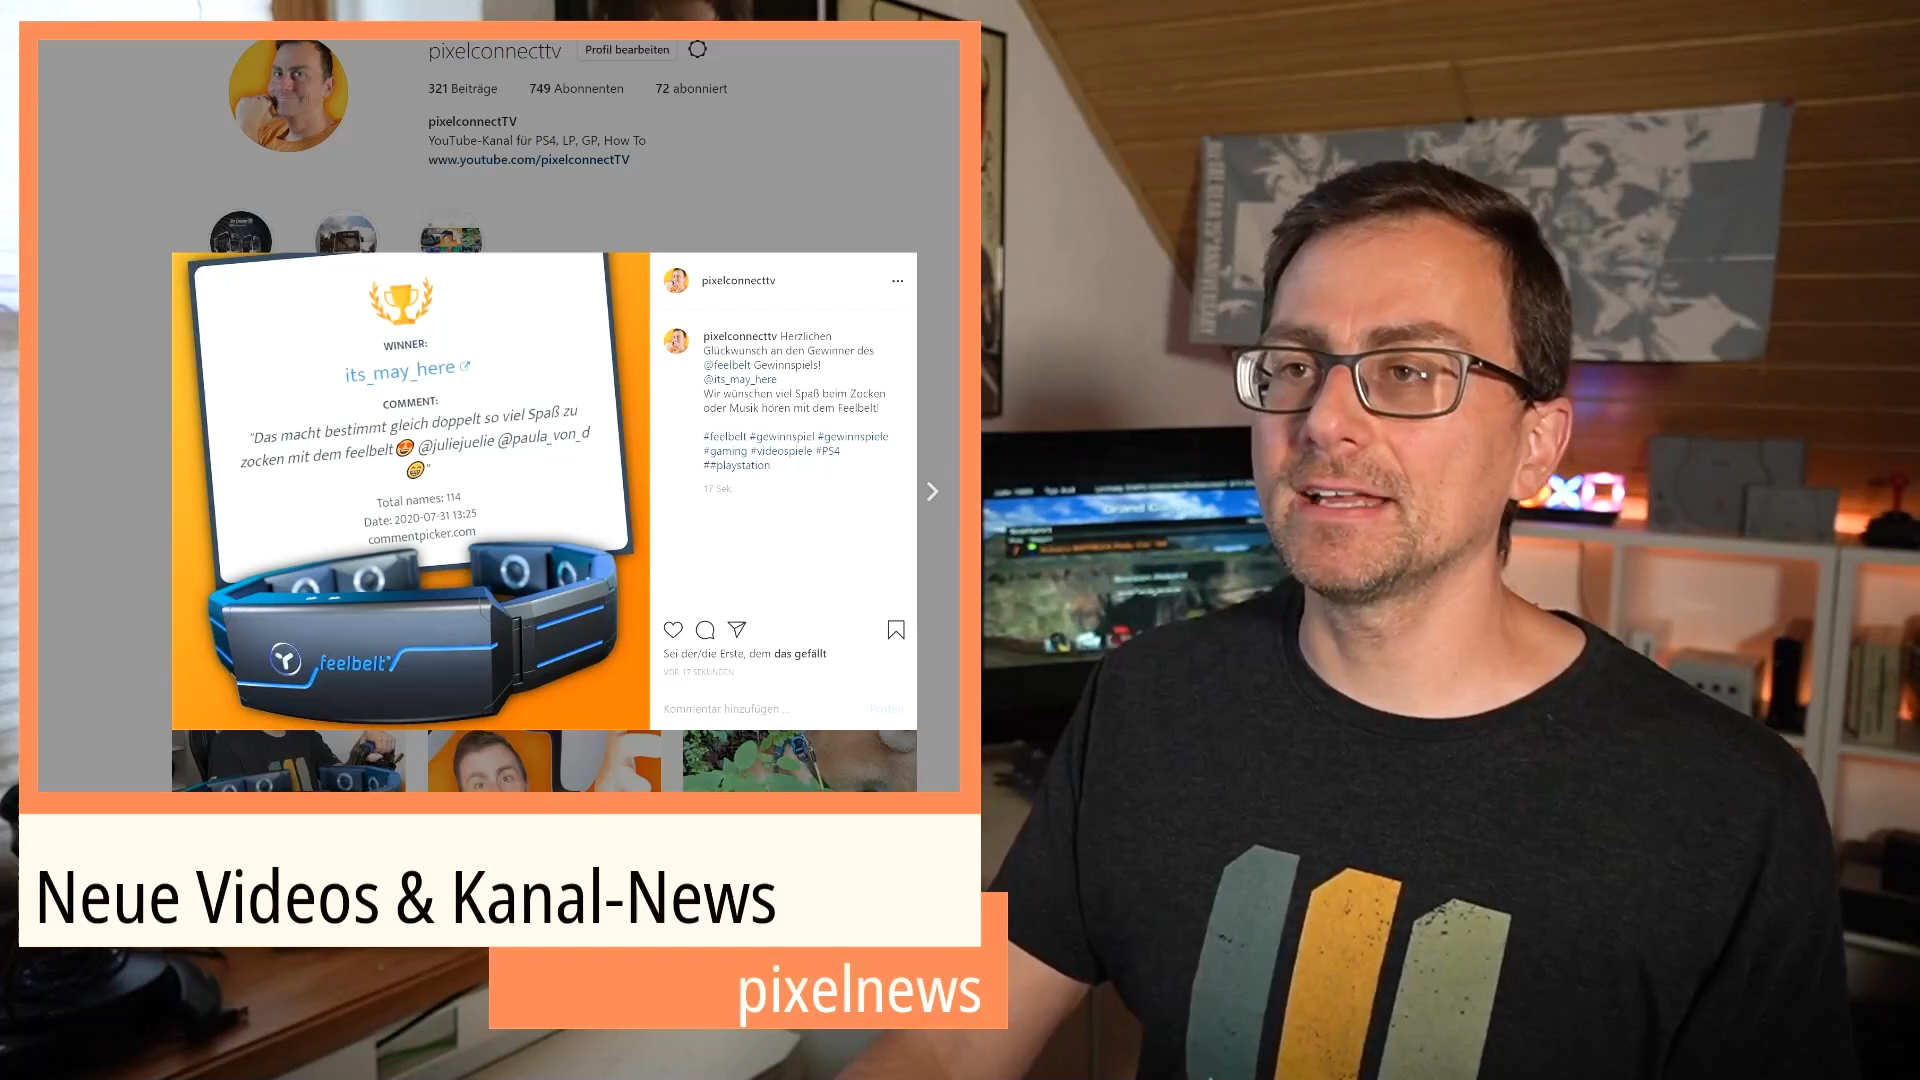 pixelconnecttv Profil bearbeiten
321 Beiträge 749 Abonnenten 72 abonniert
pixelconnectTV
YouTube-Kanal für PS4, LP, GP, How To
www.youtube.com/pixelconnectTV
WINNER:
its_may_here
COMMENT:
"Das macht bestimmt gleich doppelt so viel Spaß zu
zocken mit dem feelbelt 😍 @juliejuelie @paula_von_d
😁"
Total names: 114
Date: 2020-07-31 13:25
commentpicker.com
feelbelt
pixelconnecttv
pixelconnecttv Herzlichen
Glückwunsch an den Gewinner des
@feelbelt Gewinnspiels!
@its_may_here
Wir wünschen viel Spaß beim Zocken
oder Musik hören mit dem Feelbelt!
#feelbelt #gewinnspiel #gewinnspiele
#gaming #videospiele #PS4
##playstation
17 Sek.
Sei der/die Erste, dem das gefällt
VOR 17 SEKUNDEN
Kommentar hinzufügen ... Posten
Neue Videos & Kanal-News
pixelnews